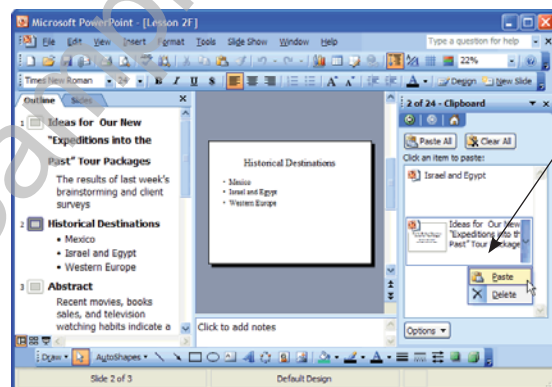 Microsoft PowerPoint - [Lesson 2F]
File Edit View Insert Format Tools Slide Show Window Help Type a question for help
22%
Times New Roman 24 B I U S A A A Design New Slide
Outline Slides
1 Ideas for Our New
"Expeditions into the
Past" Tour Packages
The results of last week's
brainstorming and client
surveys
2 Historical Destinations
• Mexico
• Israel and Egypt
• Western Europe
3 Abstract
Recent movies, books
sales, and television
watching habits indicate a
Historical Destinations
• Mexico
• Israel and Egypt
• Western Europe
Click to add notes
2 of 24 - Clipboard
Paste All Clear All
Click an item to paste:
Israel and Egypt
Ideas for Our New
"Expeditions into the
Past" Tour Package
Paste
Delete
Options
Draw AutoShapes
Slide 2 of 3 Default Design